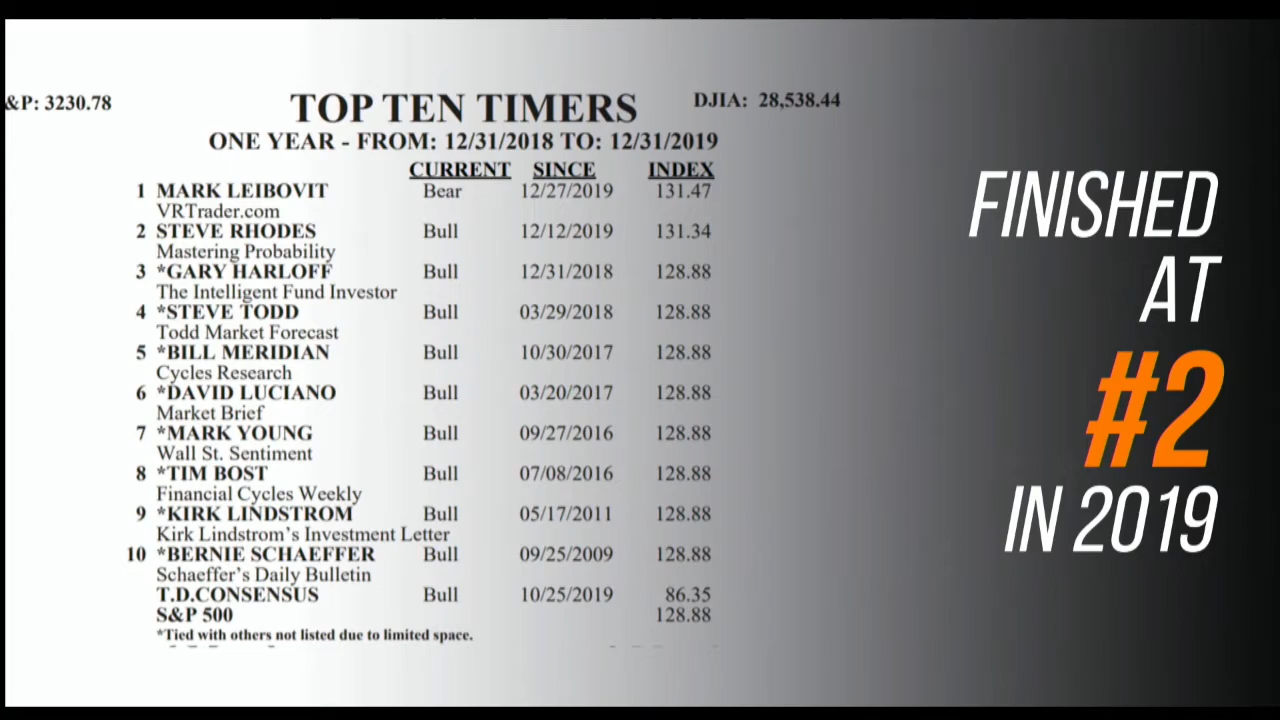 &P: 3230.78
TOP TEN TIMERS
DJIA: 28,538.44
ONE YEAR - FROM: 12/31/2018 TO: 12/31/2019
CURRENT SINCE INDEX
1 MARK LEIBOVIT Bear 12/27/2019 131.47
VRTrader.com
2 STEVE RHODES Bull 12/12/2019 131.34
Mastering Probability
3 *GARY HARLOFF Bull 12/31/2018 128.88
The Intelligent Fund Investor
4 *STEVE TODD Bull 03/29/2018 128.88
Todd Market Forecast
5 *BILL MERIDIAN Bull 10/30/2017 128.88
Cycles Research
6 *DAVID LUCIANO Bull 03/20/2017 128.88
Market Brief
7 *MARK YOUNG Bull 09/27/2016 128.88
Wall St. Sentiment
8 *TIM BOST Bull 07/08/2016 128.88
Financial Cycles Weekly
9 *KIRK LINDSTROM Bull 05/17/2011 128.88
Kirk Lindstrom's Investment Letter
10 *BERNIE SCHAEFFER Bull 09/25/2009 128.88
Schaeffer's Daily Bulletin
T.D.CONSENSUS Bull 10/25/2019 86.35
S&P 500 128.88
*Tied with others not listed due to limited space.
FINISHED
AT
#2
IN 2019